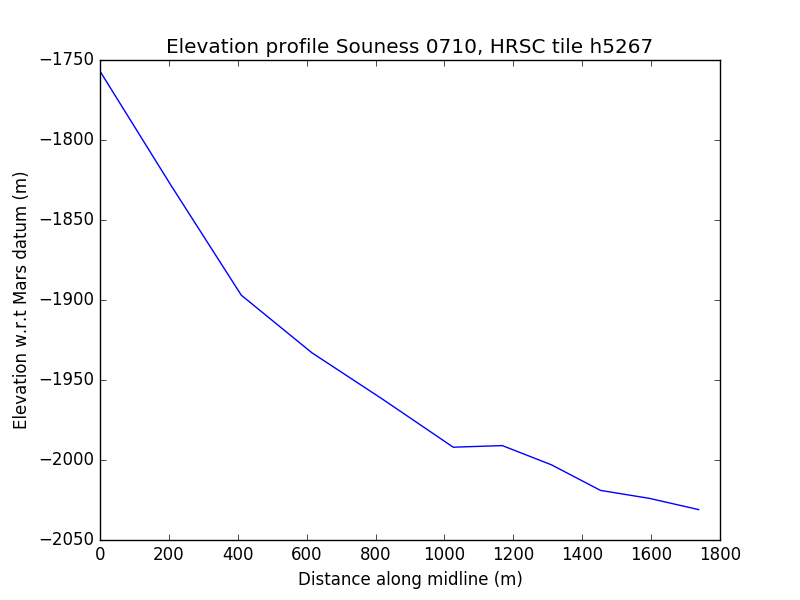 Elevation profile Souness 0710, HRSC tile h5267
−1750
−1800
−1850
−1900
−1950
−2000
−2050
Elevation w.r.t Mars datum (m)
0 200 400 600 800 1000 1200 1400 1600 1800
Distance along midline (m)